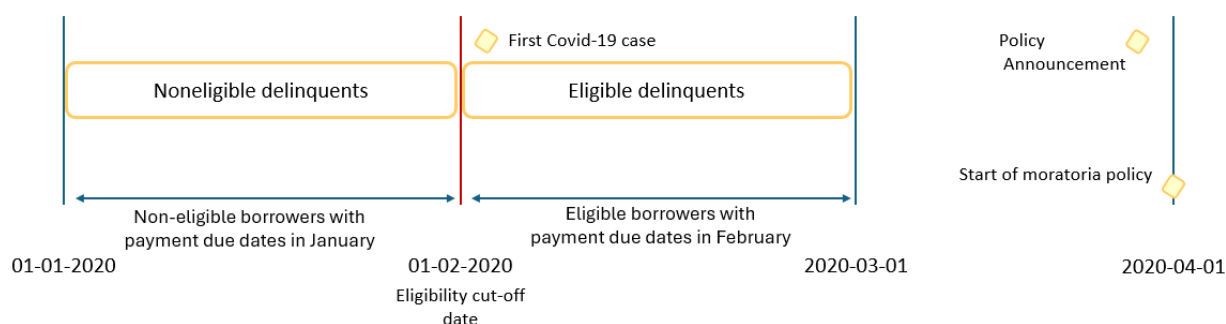 First Covid-19 case
Policy
Announcement
Noneligible delinquents
Eligible delinquents
Start of moratoria policy
Non-eligible borrowers with
payment due dates in January
Eligible borrowers with
payment due dates in February
01-01-2020
01-02-2020
2020-03-01
2020-04-01
Eligibility cut-off
date